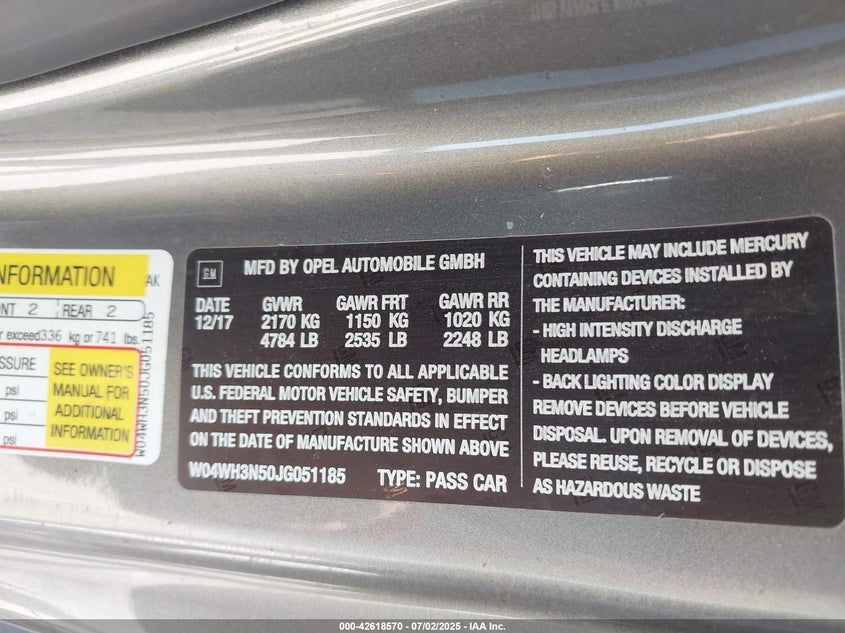 INFORMATION
AK
NT 2 REAR 2
r exceed 336 kg or 741 lbs.
SSURE
psi
psi
psi
SEE OWNER'S
MANUAL FOR
ADDITIONAL
INFORMATION
W04WH3N50JG051185
GM
MFD BY OPEL AUTOMOBILE GMBH
DATE GVWR GAWR FRT GAWR RR
12/17 2170 KG 1150 KG 1020 KG
4784 LB 2535 LB 2248 LB
THIS VEHICLE CONFORMS TO ALL APPLICABLE
U.S. FEDERAL MOTOR VEHICLE SAFETY, BUMPER
AND THEFT PREVENTION STANDARDS IN EFFECT
ON THE DATE OF MANUFACTURE SHOWN ABOVE
W04WH3N50JG051185 TYPE: PASS CAR
THIS VEHICLE MAY INCLUDE MERCURY
CONTAINING DEVICES INSTALLED BY
THE MANUFACTURER:
- HIGH INTENSITY DISCHARGE
HEADLAMPS
- BACK LIGHTING COLOR DISPLAY
REMOVE DEVICES BEFORE VEHICLE
DISPOSAL. UPON REMOVAL OF DEVICES,
PLEASE REUSE, RECYCLE OR DISPOSE
AS HAZARDOUS WASTE
000-42618570 - 07/02/2025 - IAA Inc.